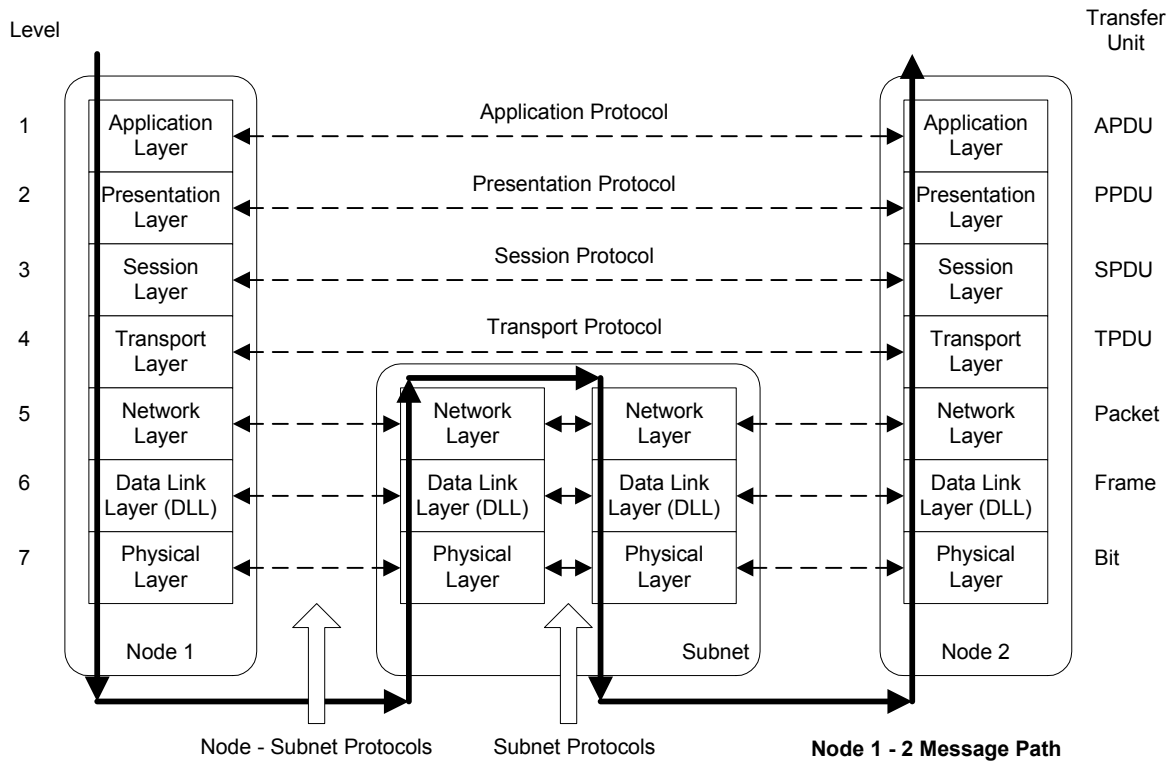 Level
Transfer
Unit
1
Application
Layer
Application Protocol
Application
Layer
APDU
2
Presentation
Layer
Presentation Protocol
Presentation
Layer
PPDU
3
Session
Layer
Session Protocol
Session
Layer
SPDU
4
Transport
Layer
Transport Protocol
Transport
Layer
TPDU
5
Network
Layer
Network
Layer
Network
Layer
Network
Layer
Packet
6
Data Link
Layer (DLL)
Data Link
Layer (DLL)
Data Link
Layer (DLL)
Data Link
Layer (DLL)
Frame
7
Physical
Layer
Physical
Layer
Physical
Layer
Physical
Layer
Bit
Node 1
Subnet
Node 2
Node - Subnet Protocols
Subnet Protocols
Node 1 - 2 Message Path